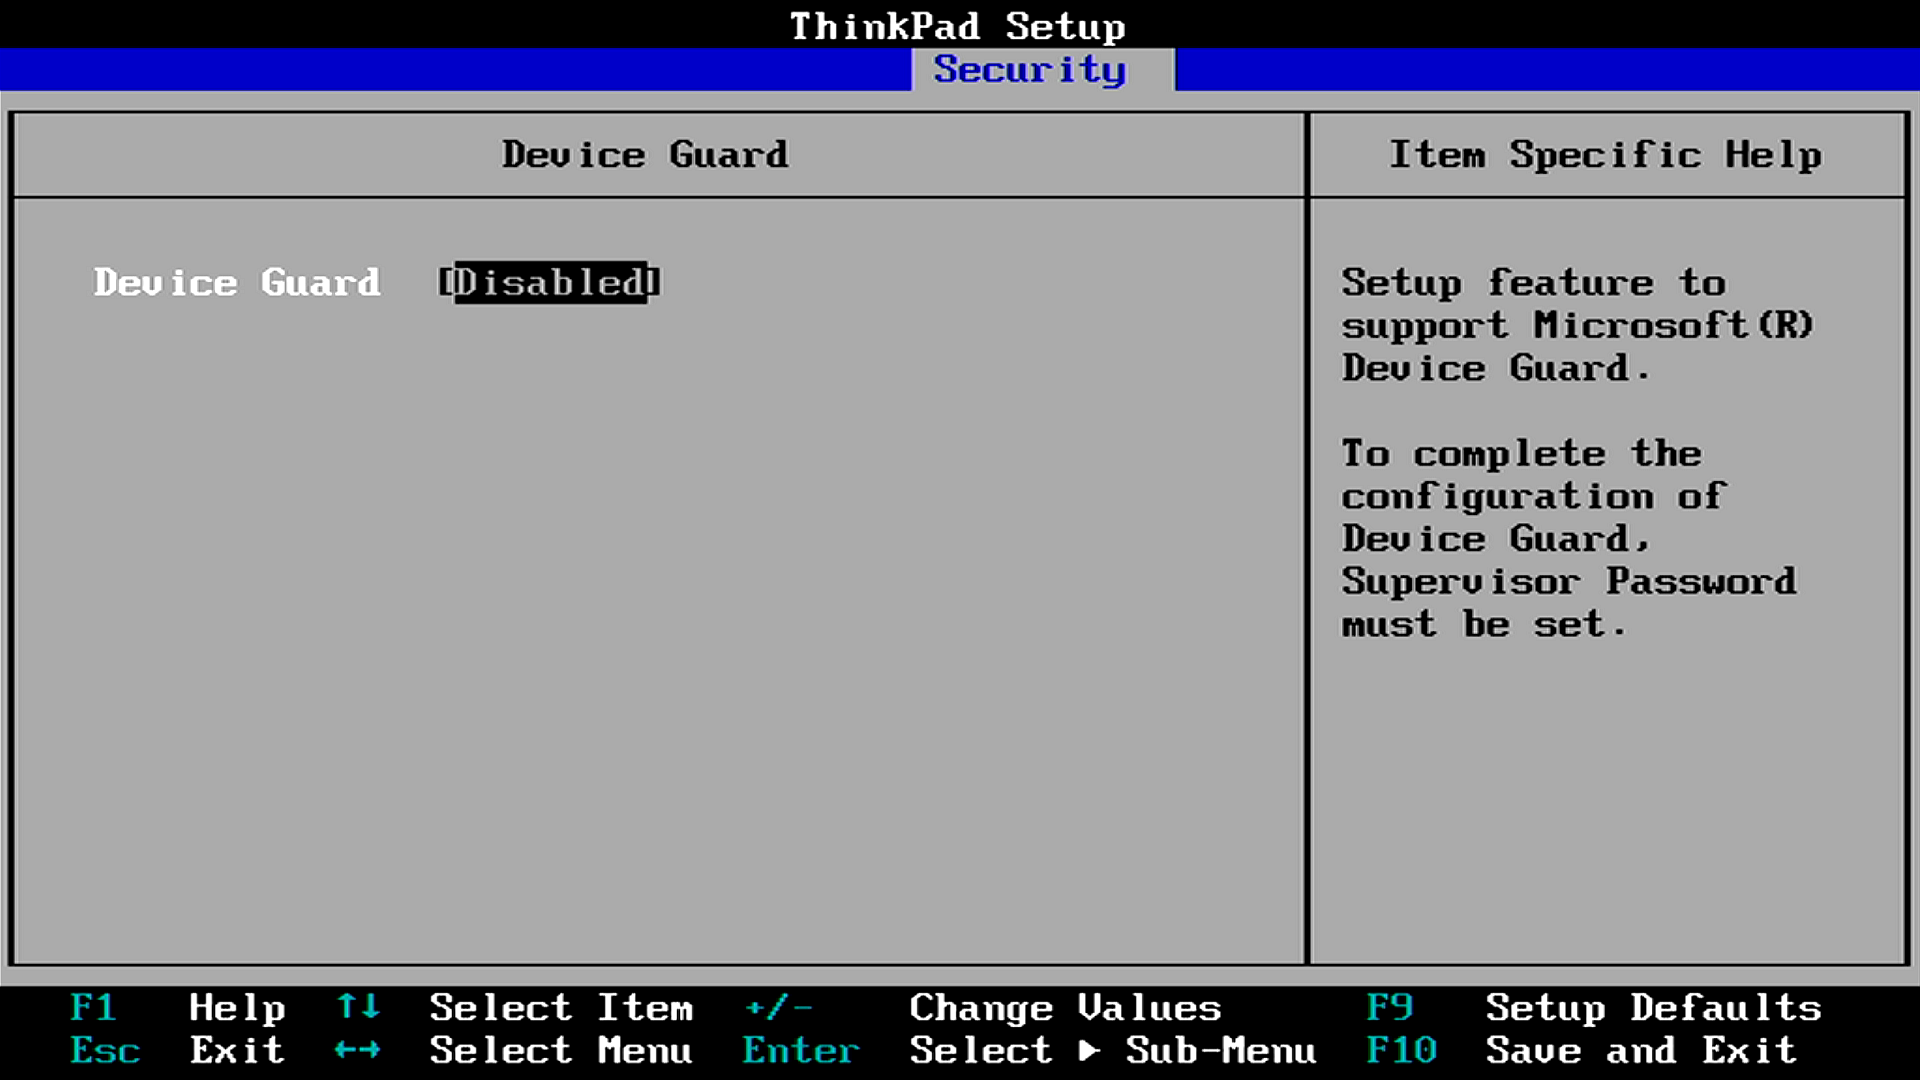 ThinkPad Setup
Security
Device Guard
Item Specific Help
Device Guard [Disabled]
Setup feature to
support Microsoft(R)
Device Guard.
To complete the
configuration of
Device Guard,
Supervisor Password
must be set.
F1 Help ↑↓ Select Item +/- Change Values F9 Setup Defaults
Esc Exit ←→ Select Menu Enter Select ▶ Sub-Menu F10 Save and Exit